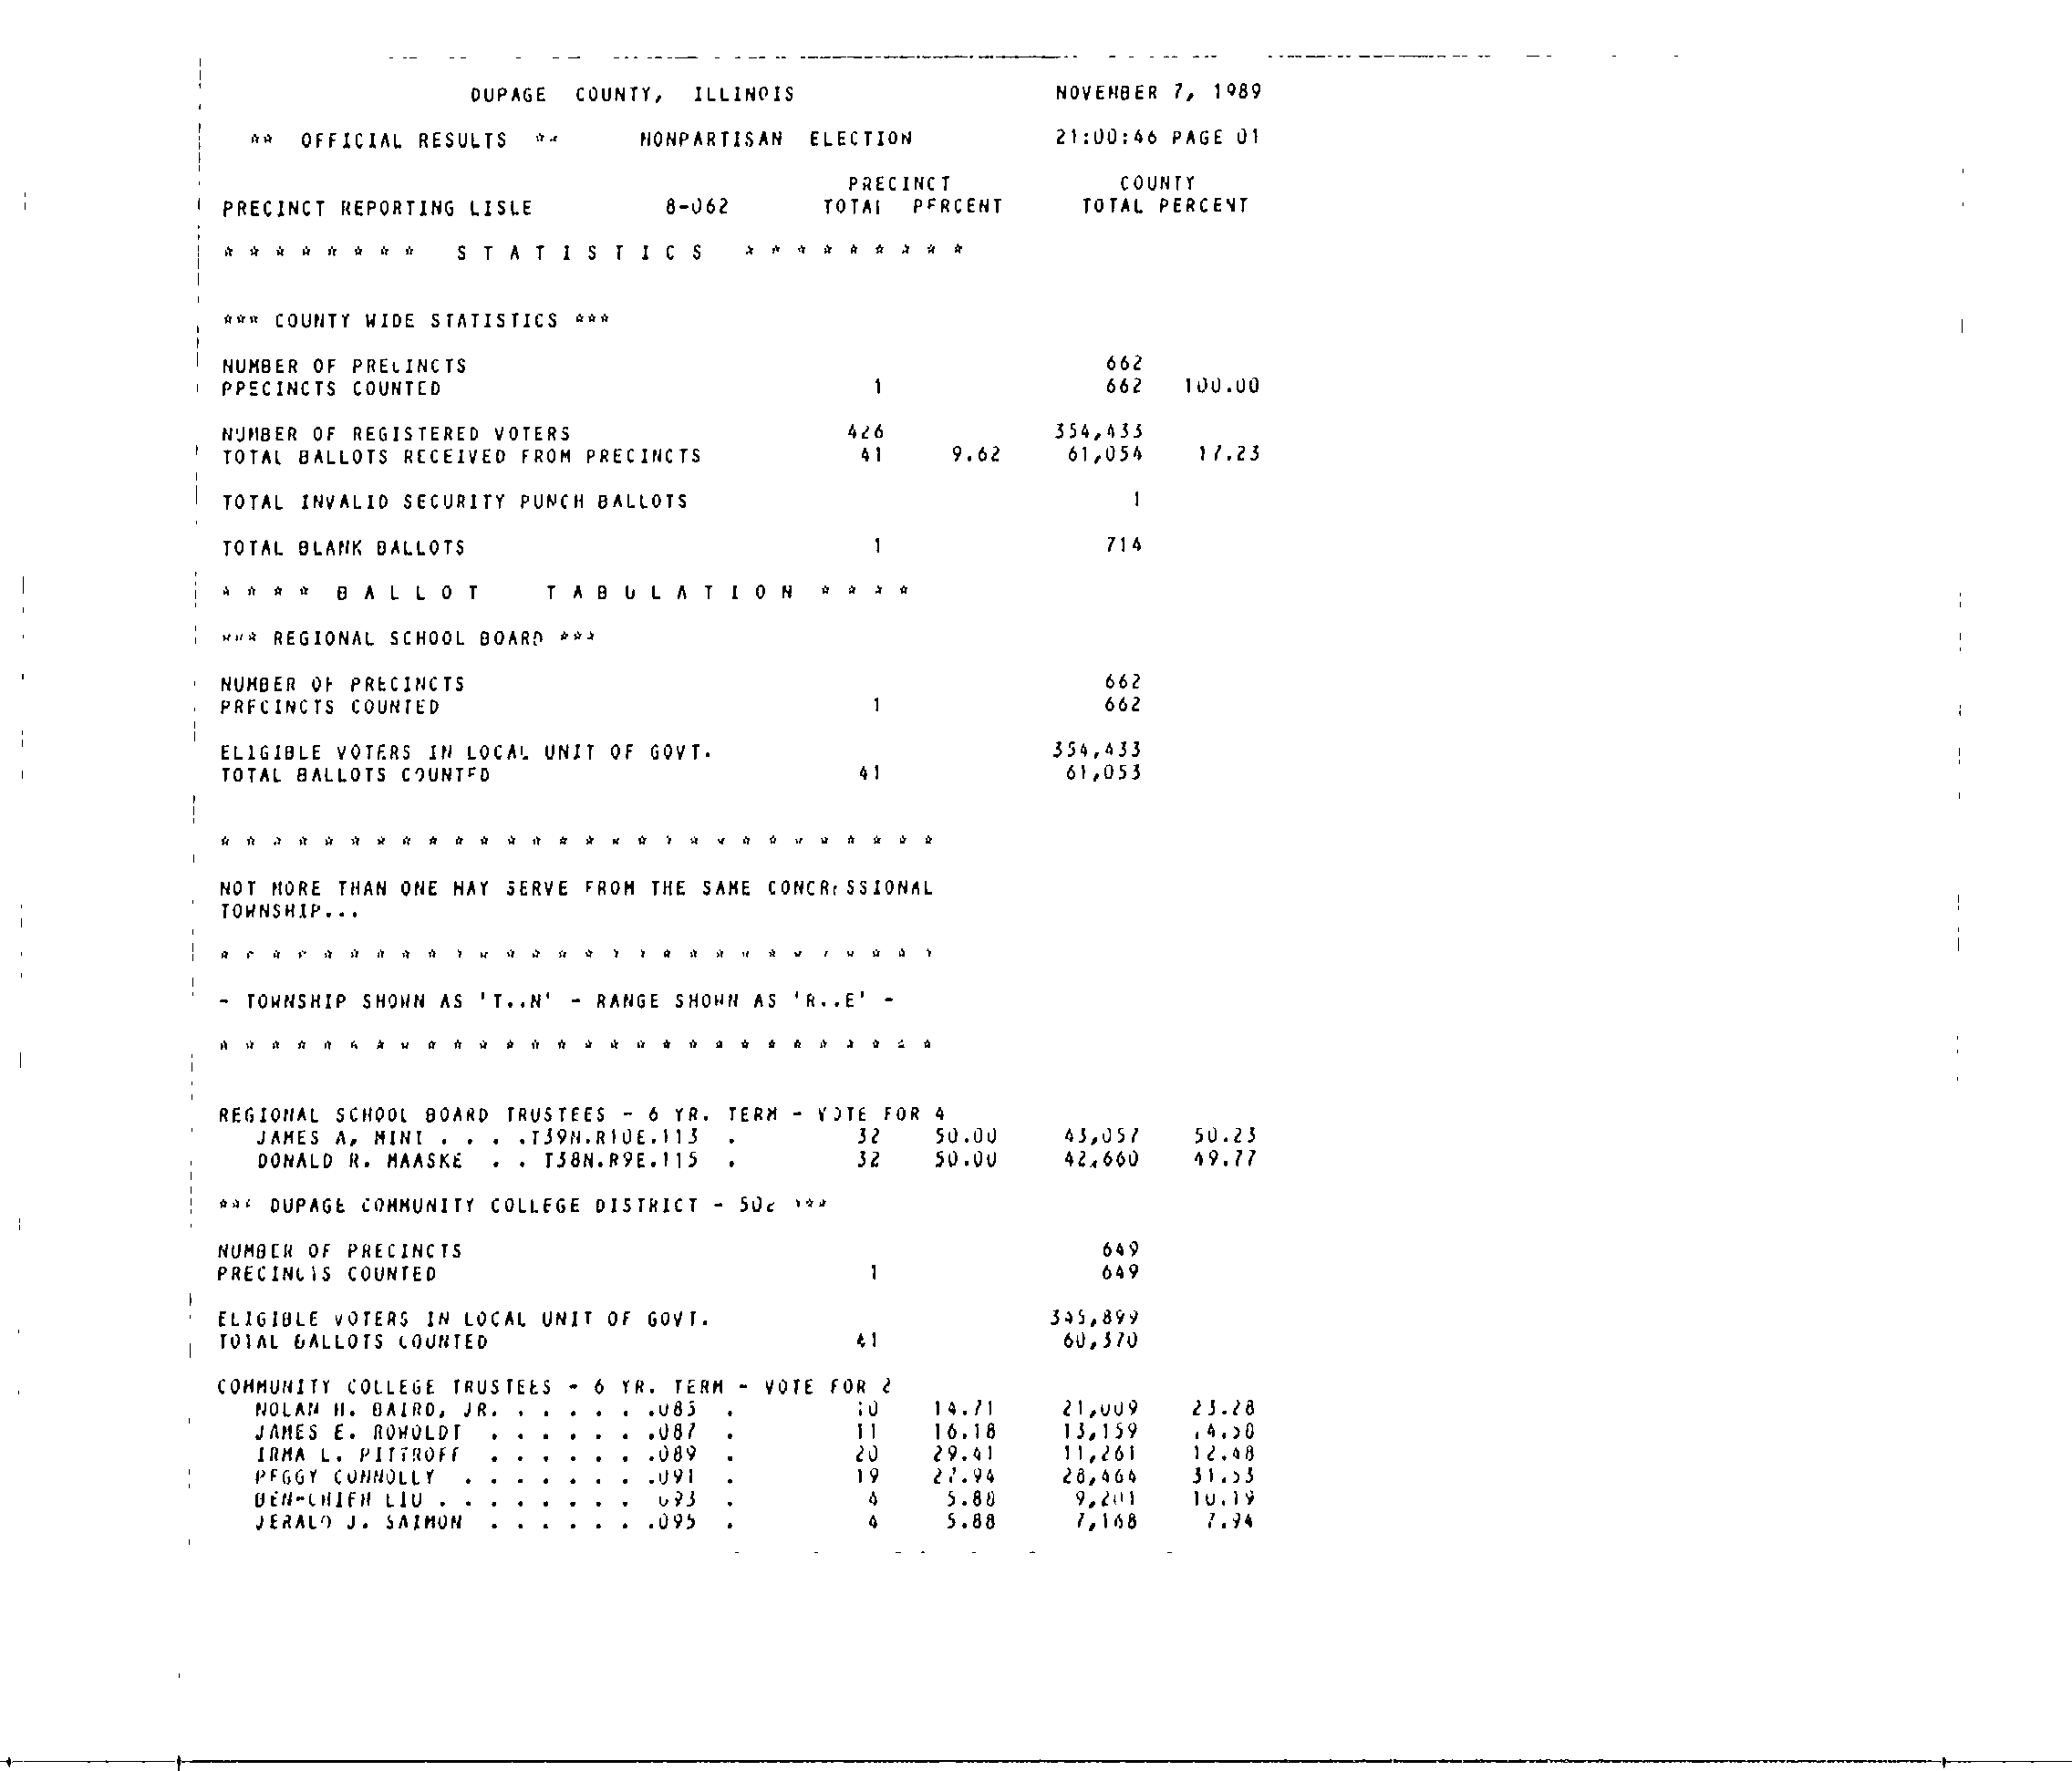 DUPAGE COUNTY, ILLINOIS NOVEMBER 7, 1989
** OFFICIAL RESULTS ** NONPARTISAN ELECTION 21:00:46 PAGE 01
PRECINCT COUNTY
PRECINCT REPORTING LISLE 8-062 TOTAL PERCENT TOTAL PERCENT
* * * * * * * * S T A T I S T I C S * * * * * * * * *
*** COUNTY WIDE STATISTICS ***
NUMBER OF PRECINCTS 662
PRECINCTS COUNTED 1 662 100.00
NUMBER OF REGISTERED VOTERS 426 354,433
TOTAL BALLOTS RECEIVED FROM PRECINCTS 41 9.62 61,054 17.23
TOTAL INVALID SECURITY PUNCH BALLOTS 1
TOTAL BLANK BALLOTS 1 714
* * * * B A L L O T T A B U L A T I O N * * * *
*** REGIONAL SCHOOL BOARD ***
NUMBER OF PRECINCTS 662
PRECINCTS COUNTED 1 662
ELIGIBLE VOTERS IN LOCAL UNIT OF GOVT. 354,433
TOTAL BALLOTS COUNTED 41 61,053
* * * * * * * * * * * * * * * * * * * * * * * * * * * *
NOT MORE THAN ONE MAY SERVE FROM THE SAME CONGRESSIONAL
TOWNSHIP...
* * * * * * * * * * * * * * * * * * * * * * * * * * * *
- TOWNSHIP SHOWN AS 'T..N' - RANGE SHOWN AS 'R..E' -
* * * * * * * * * * * * * * * * * * * * * * * * * * * *
REGIONAL SCHOOL BOARD TRUSTEES - 6 YR. TERM - VOTE FOR 4
JAMES A. MINI . . . .T39N.R10E.113 . 32 50.00 43,057 50.23
DONALD R. MAASKE . . T38N.R9E.115 . 32 50.00 42,660 49.77
*** DUPAGE COMMUNITY COLLEGE DISTRICT - 502 ***
NUMBER OF PRECINCTS 649
PRECINCTS COUNTED 1 649
ELIGIBLE VOTERS IN LOCAL UNIT OF GOVT. 345,899
TOTAL BALLOTS COUNTED 41 60,370
COMMUNITY COLLEGE TRUSTEES - 6 YR. TERM - VOTE FOR 2
NOLAN H. BAIRD, JR. . . . . . .085 . 10 14.71 21,009 23.28
JAMES E. ROWOLDT . . . . . . .087 . 11 16.18 13,159 14.58
IRMA L. PITTROFF . . . . . . .089 . 20 29.41 11,261 12.48
PEGGY CONNOLLY . . . . . . . .091 . 19 27.94 28,464 31.53
BEN-CHIEH LIU . . . . . . . . 093 . 4 5.88 9,201 10.19
JERALD J. SAIMON . . . . . . .095 . 4 5.88 7,168 7.94